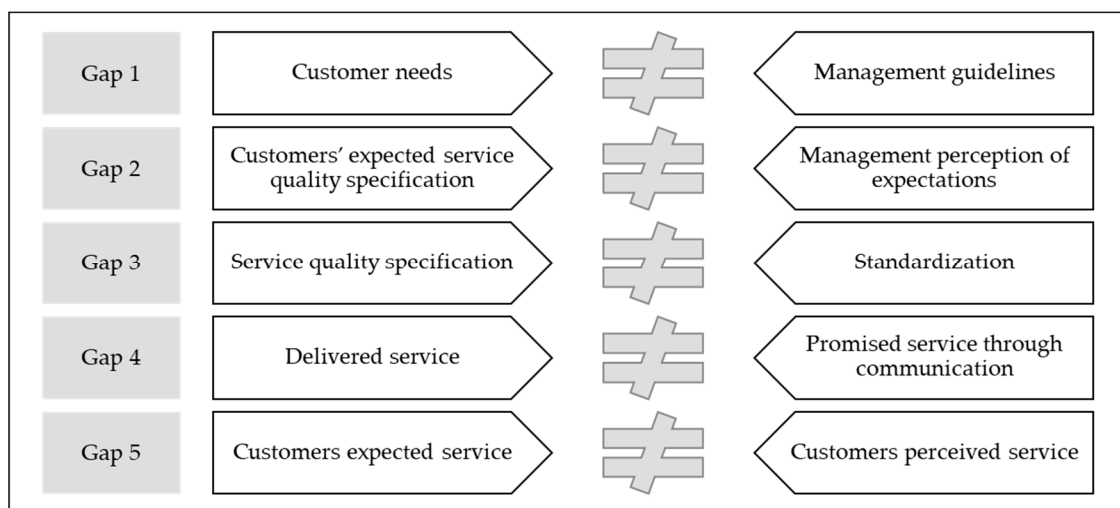 Gap 1
Customer needs
Management guidelines
Gap 2
Customers’ expected service
quality specification
Management perception of
expectations
Gap 3
Service quality specification
Standardization
Gap 4
Delivered service
Promised service through
communication
Gap 5
Customers expected service
Customers perceived service